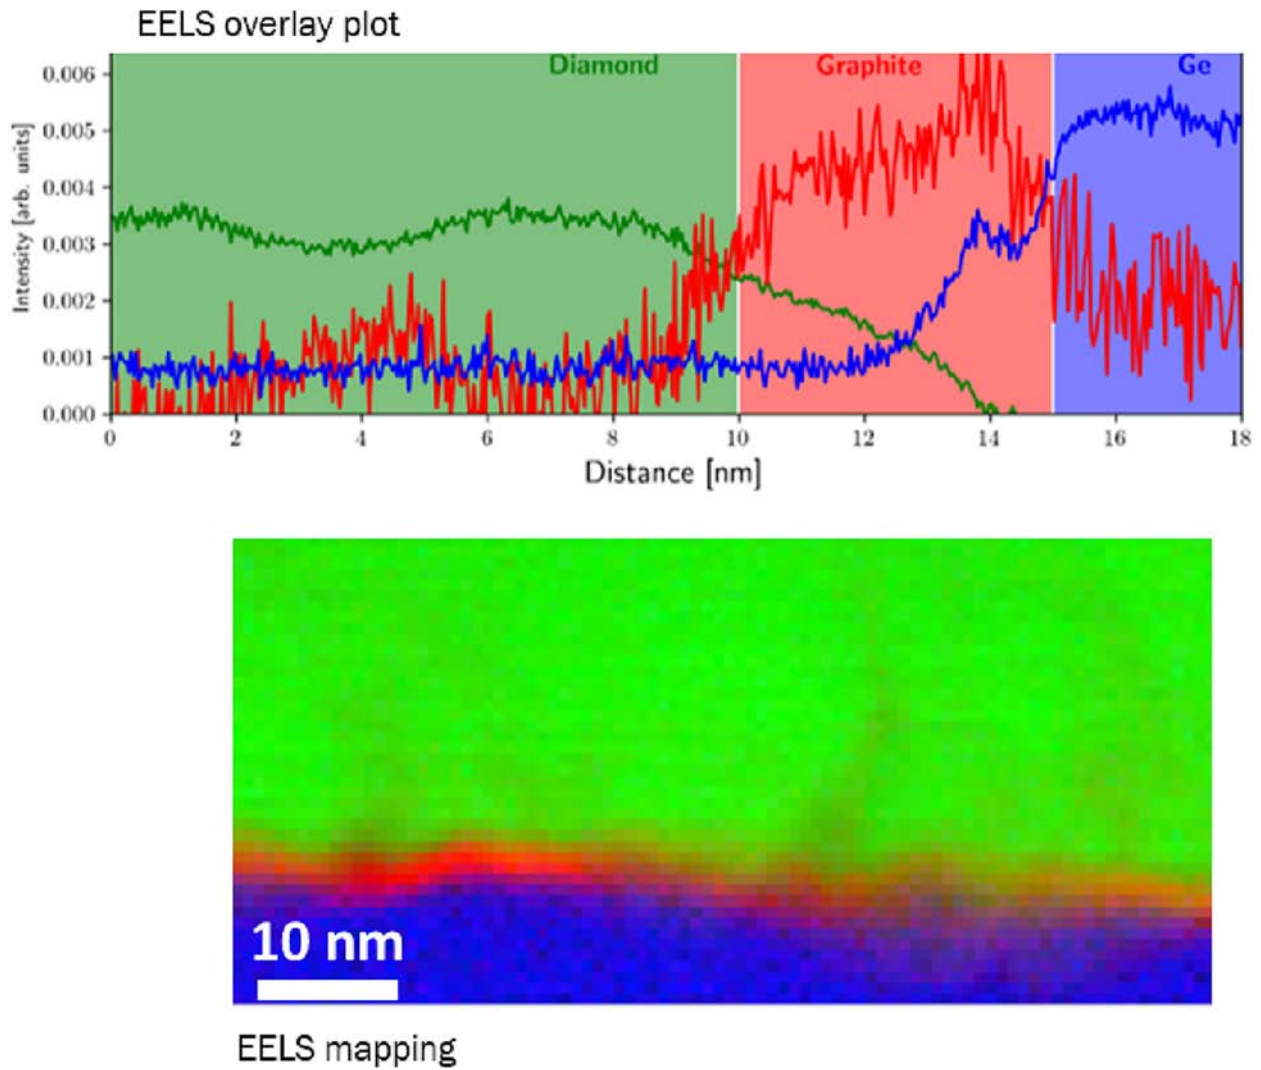 EELS overlay plot
Diamond Graphite Ge
Intensity [arb. units]
0.006
0.005
0.004
0.003
0.002
0.001
0.000
0 2 4 6 8 10 12 14 16 18
Distance [nm]
10 nm
EELS mapping